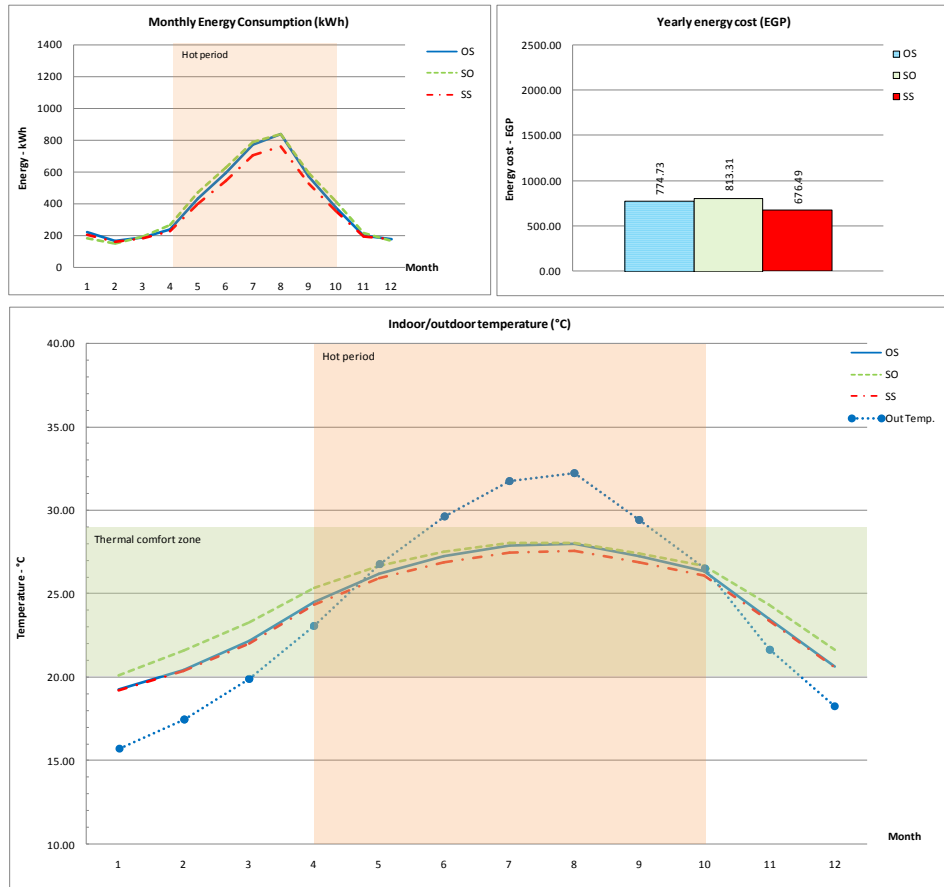 Monthly Energy Consumption (kWh)
1400
1200
1000
800
600
400
200
0
Energy - kWh
Hot period
OS
SO
SS
Month
1 2 3 4 5 6 7 8 9 10 11 12
Yearly energy cost (EGP)
2500.00
2000.00
1500.00
1000.00
500.00
0.00
Energy cost - EGP
774.73
813.31
676.49
OS
SO
SS
Indoor/outdoor temperature (°C)
40.00
35.00
30.00
25.00
20.00
15.00
10.00
Temperature - °C
Hot period
Thermal comfort zone
OS
SO
SS
Out Temp.
Month
1 2 3 4 5 6 7 8 9 10 11 12